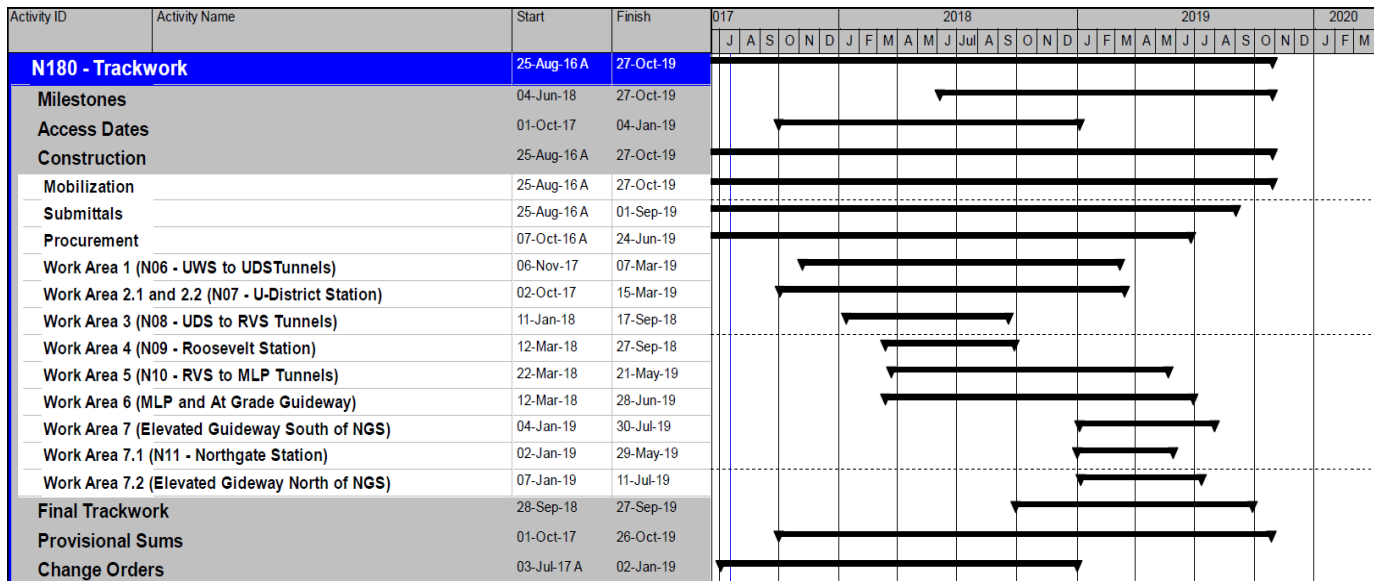 Activity ID Activity Name Start Finish 017 2018 2019 2020
J A S O N D J F M A M J Jul A S O N D J F M A M J J A S O N D J F M
N180 - Trackwork 25-Aug-16 A 27-Oct-19
Milestones 04-Jun-18 27-Oct-19
Access Dates 01-Oct-17 04-Jan-19
Construction 25-Aug-16 A 27-Oct-19
Mobilization 25-Aug-16 A 27-Oct-19
Submittals 25-Aug-16 A 01-Sep-19
Procurement 07-Oct-16 A 24-Jun-19
Work Area 1 (N06 - UWS to UDSTunnels) 06-Nov-17 07-Mar-19
Work Area 2.1 and 2.2 (N07 - U-District Station) 02-Oct-17 15-Mar-19
Work Area 3 (N08 - UDS to RVS Tunnels) 11-Jan-18 17-Sep-18
Work Area 4 (N09 - Roosevelt Station) 12-Mar-18 27-Sep-18
Work Area 5 (N10 - RVS to MLP Tunnels) 22-Mar-18 21-May-19
Work Area 6 (MLP and At Grade Guideway) 12-Mar-18 28-Jun-19
Work Area 7 (Elevated Guideway South of NGS) 04-Jan-19 30-Jul-19
Work Area 7.1 (N11 - Northgate Station) 02-Jan-19 29-May-19
Work Area 7.2 (Elevated Gideway North of NGS) 07-Jan-19 11-Jul-19
Final Trackwork 28-Sep-18 27-Sep-19
Provisional Sums 01-Oct-17 26-Oct-19
Change Orders 03-Jul-17 A 02-Jan-19